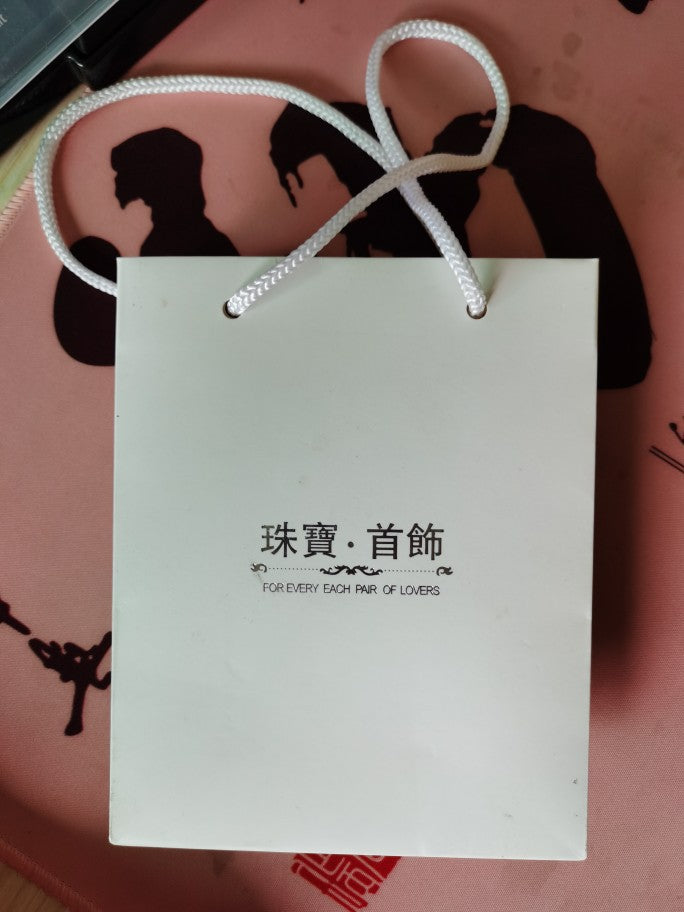 珠寶·首飾
FOR EVERY EACH PAIR OF LOVERS